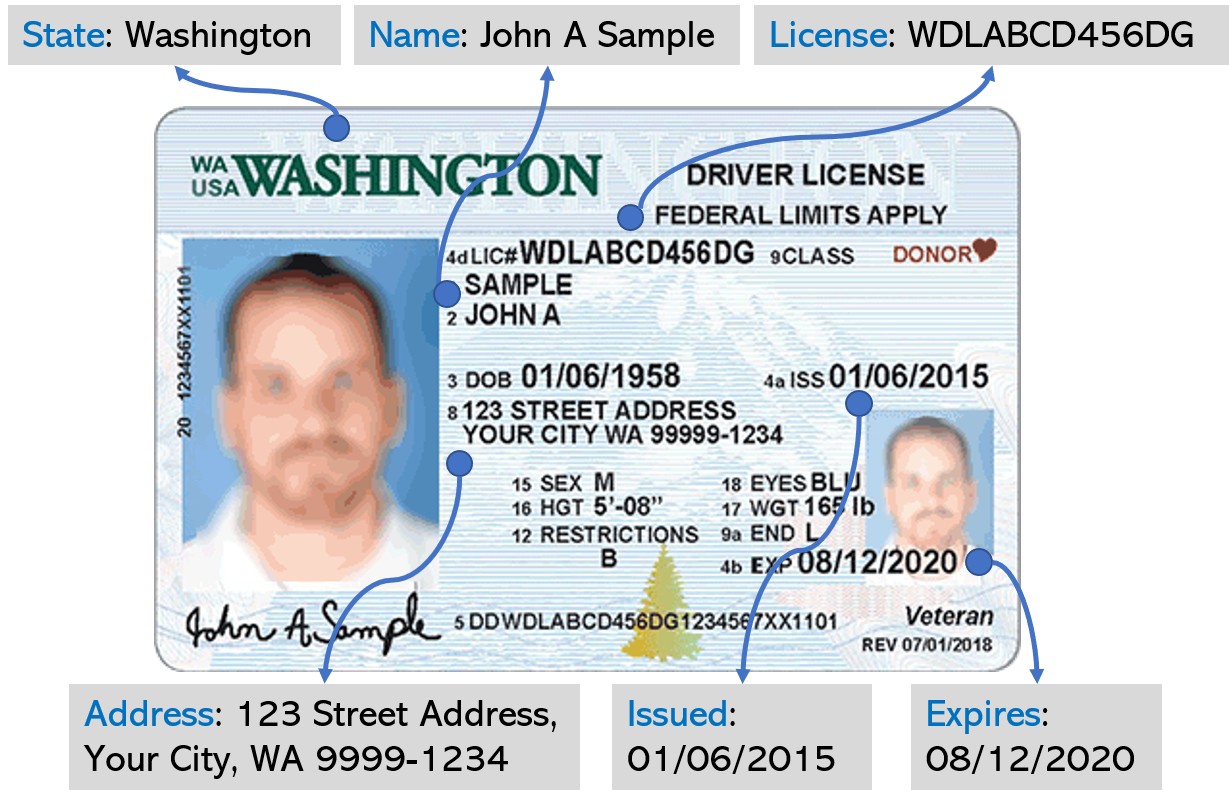 State: Washington
Name: John A Sample
License: WDLABCD456DG
WA
USA
WASHINGTON
DRIVER LICENSE
FEDERAL LIMITS APPLY
4d LIC# WDLABCD456DG 9 CLASS DONOR
SAMPLE
2 JOHN A
3 DOB 01/06/1958 4a ISS 01/06/2015
8 123 STREET ADDRESS
YOUR CITY WA 99999-1234
15 SEX M 18 EYES BLU
16 HGT 5'-08" 17 WGT 165 lb
12 RESTRICTIONS 9a END L
B
4b EXP 08/12/2020
20 1234567XX1101
John A Sample
5 DDWDLABCD456DG1234567XX1101
Veteran
REV 07/01/2018
Address: 123 Street Address,
Your City, WA 9999-1234
Issued:
01/06/2015
Expires:
08/12/2020